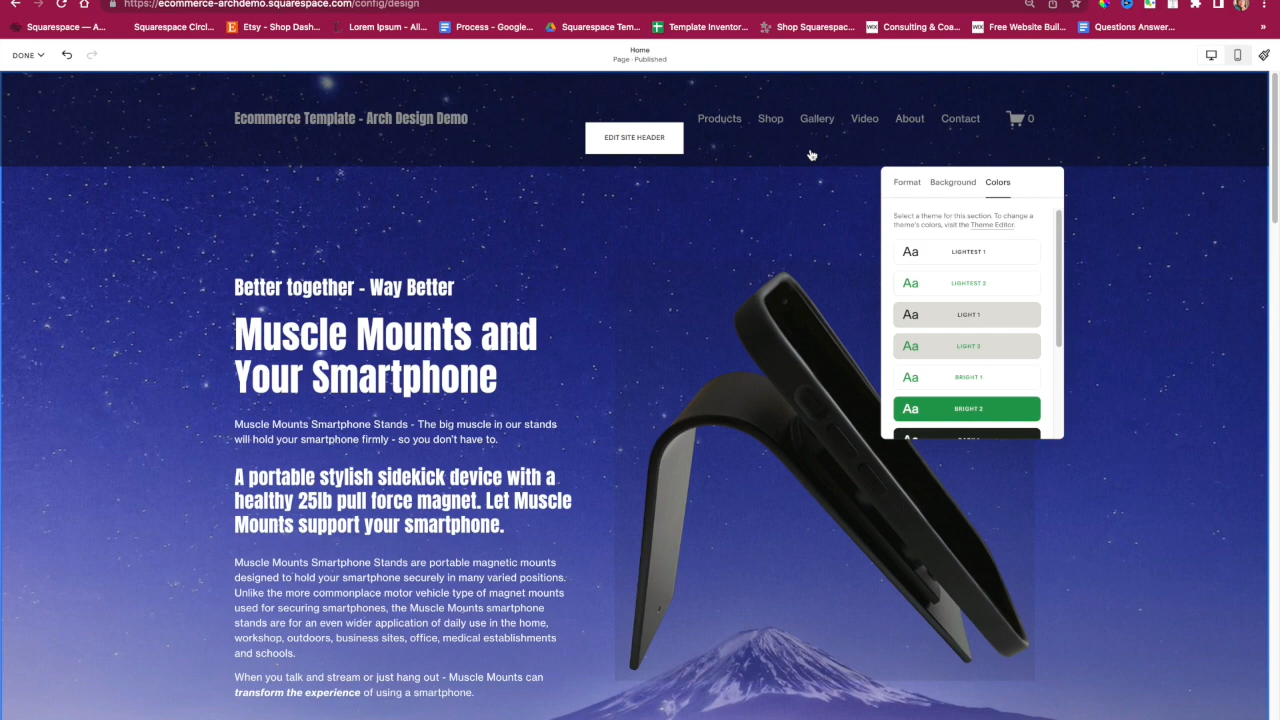 https://ecommerce-archdemo.squarespace.com/config/design
Squarespace — A...
Squarespace Circl...
Etsy - Shop Dash...
Lorem Ipsum - All...
Process – Google...
Squarespace Tem...
Template Inventor...
Shop Squarespac...
Consulting & Coa...
Free Website Buil...
Questions Answer...
»
DONE
Home
Page · Published
Ecommerce Template - Arch Design Demo
EDIT SITE HEADER
Products
Shop
Gallery
Video
About
Contact
0
Format
Background
Colors
Select a theme for this section. To change a
theme's colors, visit the Theme Editor.
Aa LIGHTEST 1
Aa LIGHTEST 2
Aa LIGHT 1
Aa LIGHT 2
Aa BRIGHT 1
Aa BRIGHT 2
Better together - Way Better
Muscle Mounts and
Your Smartphone
Muscle Mounts Smartphone Stands - The big muscle in our stands
will hold your smartphone firmly - so you don't have to.
A portable stylish sidekick device with a
healthy 25lb pull force magnet. Let Muscle
Mounts support your smartphone.
Muscle Mounts Smartphone Stands are portable magnetic mounts
designed to hold your smartphone securely in many varied positions.
Unlike the more commonplace motor vehicle type of magnet mounts
used for securing smartphones, the Muscle Mounts smartphone
stands are for an even wider application of daily use in the home,
workshop, outdoors, business sites, office, medical establishments
and schools.
When you talk and stream or just hang out - Muscle Mounts can
transform the experience of using a smartphone.